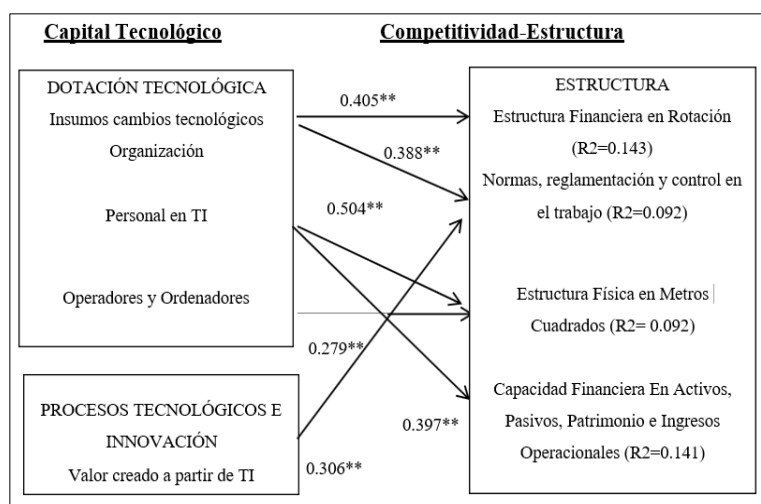 Capital Tecnológico
Competitividad-Estructura
DOTACIÓN TECNOLÓGICA
Insumos cambios tecnológicos
Organización
Personal en TI
Operadores y Ordenadores
PROCESOS TECNOLÓGICOS E
INNOVACIÓN
Valor creado a partir de TI
0.405**
0.388**
0.504**
0.279**
0.397**
0.306**
ESTRUCTURA
Estructura Financiera en Rotación
(R2=0.143)
Normas, reglamentación y control en
el trabajo (R2=0.092)
Estructura Física en Metros
Cuadrados (R2= 0.092)
Capacidad Financiera En Activos,
Pasivos, Patrimonio e Ingresos
Operacionales (R2=0.141)